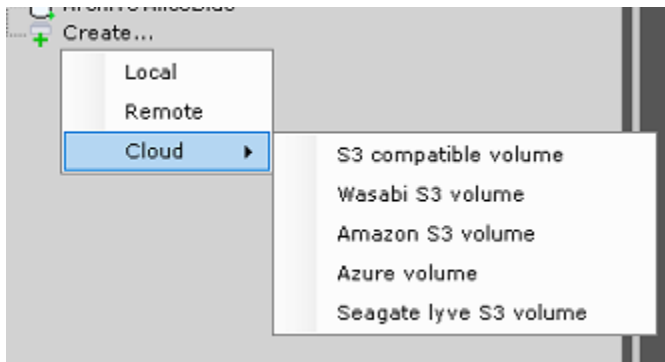 Create...
Local
Remote
Cloud
S3 compatible volume
Wasabi S3 volume
Amazon S3 volume
Azure volume
Seagate lyve S3 volume